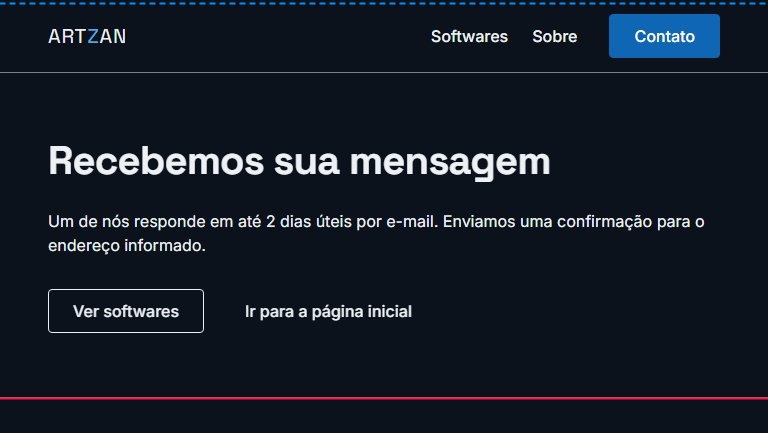 ARTZAN
Softwares Sobre Contato
Recebemos sua mensagem
Um de nós responde em até 2 dias úteis por e-mail. Enviamos uma confirmação para o
endereço informado.
Ver softwares Ir para a página inicial